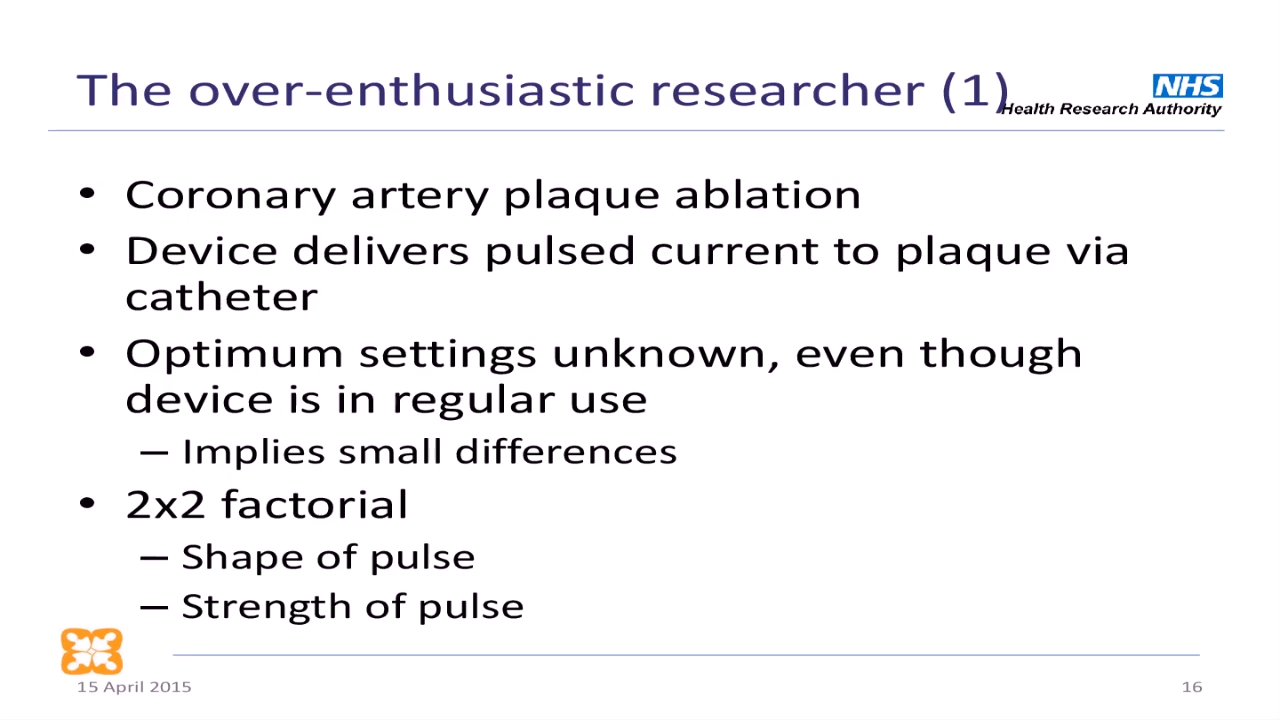 The over-enthusiastic researcher (1)
NHS
Health Research Authority
• Coronary artery plaque ablation
• Device delivers pulsed current to plaque via
catheter
• Optimum settings unknown, even though
device is in regular use
– Implies small differences
• 2x2 factorial
– Shape of pulse
– Strength of pulse
15 April 2015
16